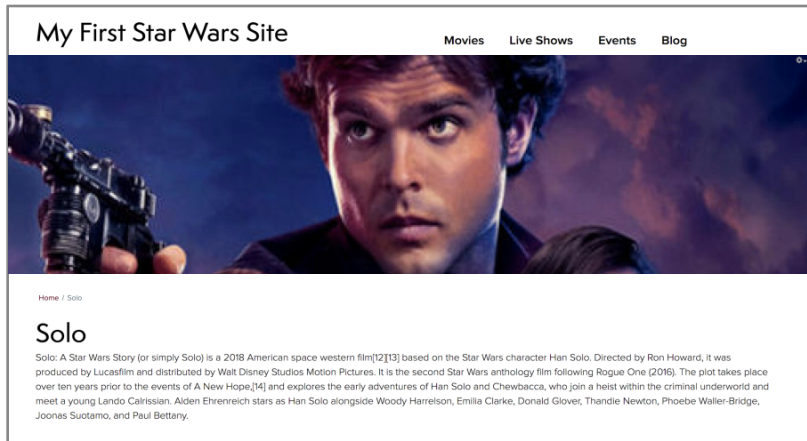 My First Star Wars Site
Movies Live Shows Events Blog
Home / Solo
Solo
Solo: A Star Wars Story (or simply Solo) is a 2018 American space western film[12][13] based on the Star Wars character Han Solo. Directed by Ron Howard, it was
produced by Lucasfilm and distributed by Walt Disney Studios Motion Pictures. It is the second Star Wars anthology film following Rogue One (2016). The plot takes place
over ten years prior to the events of A New Hope,[14] and explores the early adventures of Han Solo and Chewbacca, who join a heist within the criminal underworld and
meet a young Lando Calrissian. Alden Ehrenreich stars as Han Solo alongside Woody Harrelson, Emilia Clarke, Donald Glover, Thandie Newton, Phoebe Waller-Bridge,
Joonas Suotamo, and Paul Bettany.